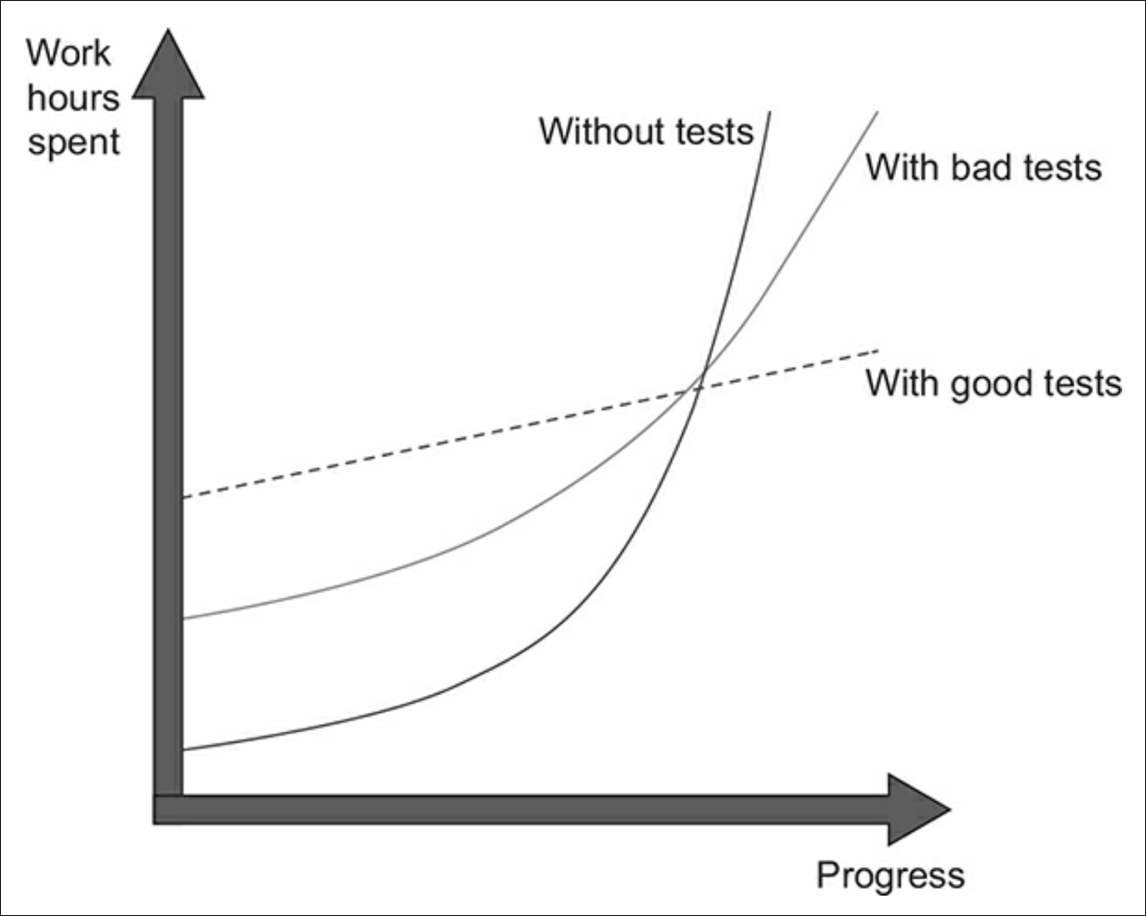 Work
hours
spent
Without tests
With bad tests
With good tests
Progress